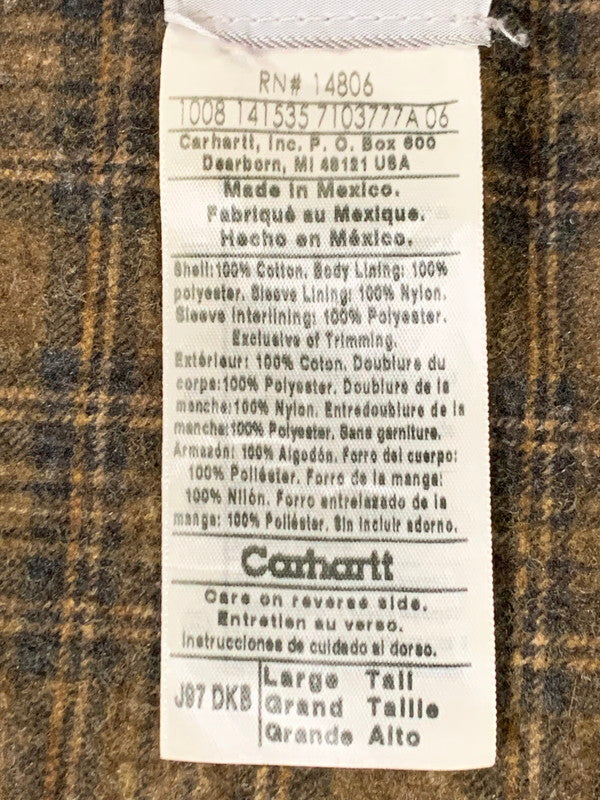 RN# 14806
1008 141535 7103777A 06
Carhartt, Inc. P. O. Box 600
Dearborn, MI 48121 USA
Made in Mexico.
Fabriqué au Mexique.
Hecho en México.
Shell:100% Cotton. Body Lining: 100%
polyester. Sleeve Lining: 100% Nylon.
Sleeve Interlining: 100% Polyester.
Exclusive of Trimming.
Extérieur: 100% Coton. Doublure du
corps:100% Polyester. Doublure de la
manche:100% Nylon. Entredoublure de la
manche:100% Polyester. Sans garniture.
Armazón: 100% Algodón. Forro del cuerpo:
100% Poliéster. Forro de la manga:
100% Nilón. Forro entrelazado de la
manga: 100% Poliéster. Sin incluir adorno.
Carhartt
Care on reverse side.
Entretien au verso.
Instrucciones de cuidado al dorso.
J97 DKB
Large Tall
Grand Taille
Grande Alto